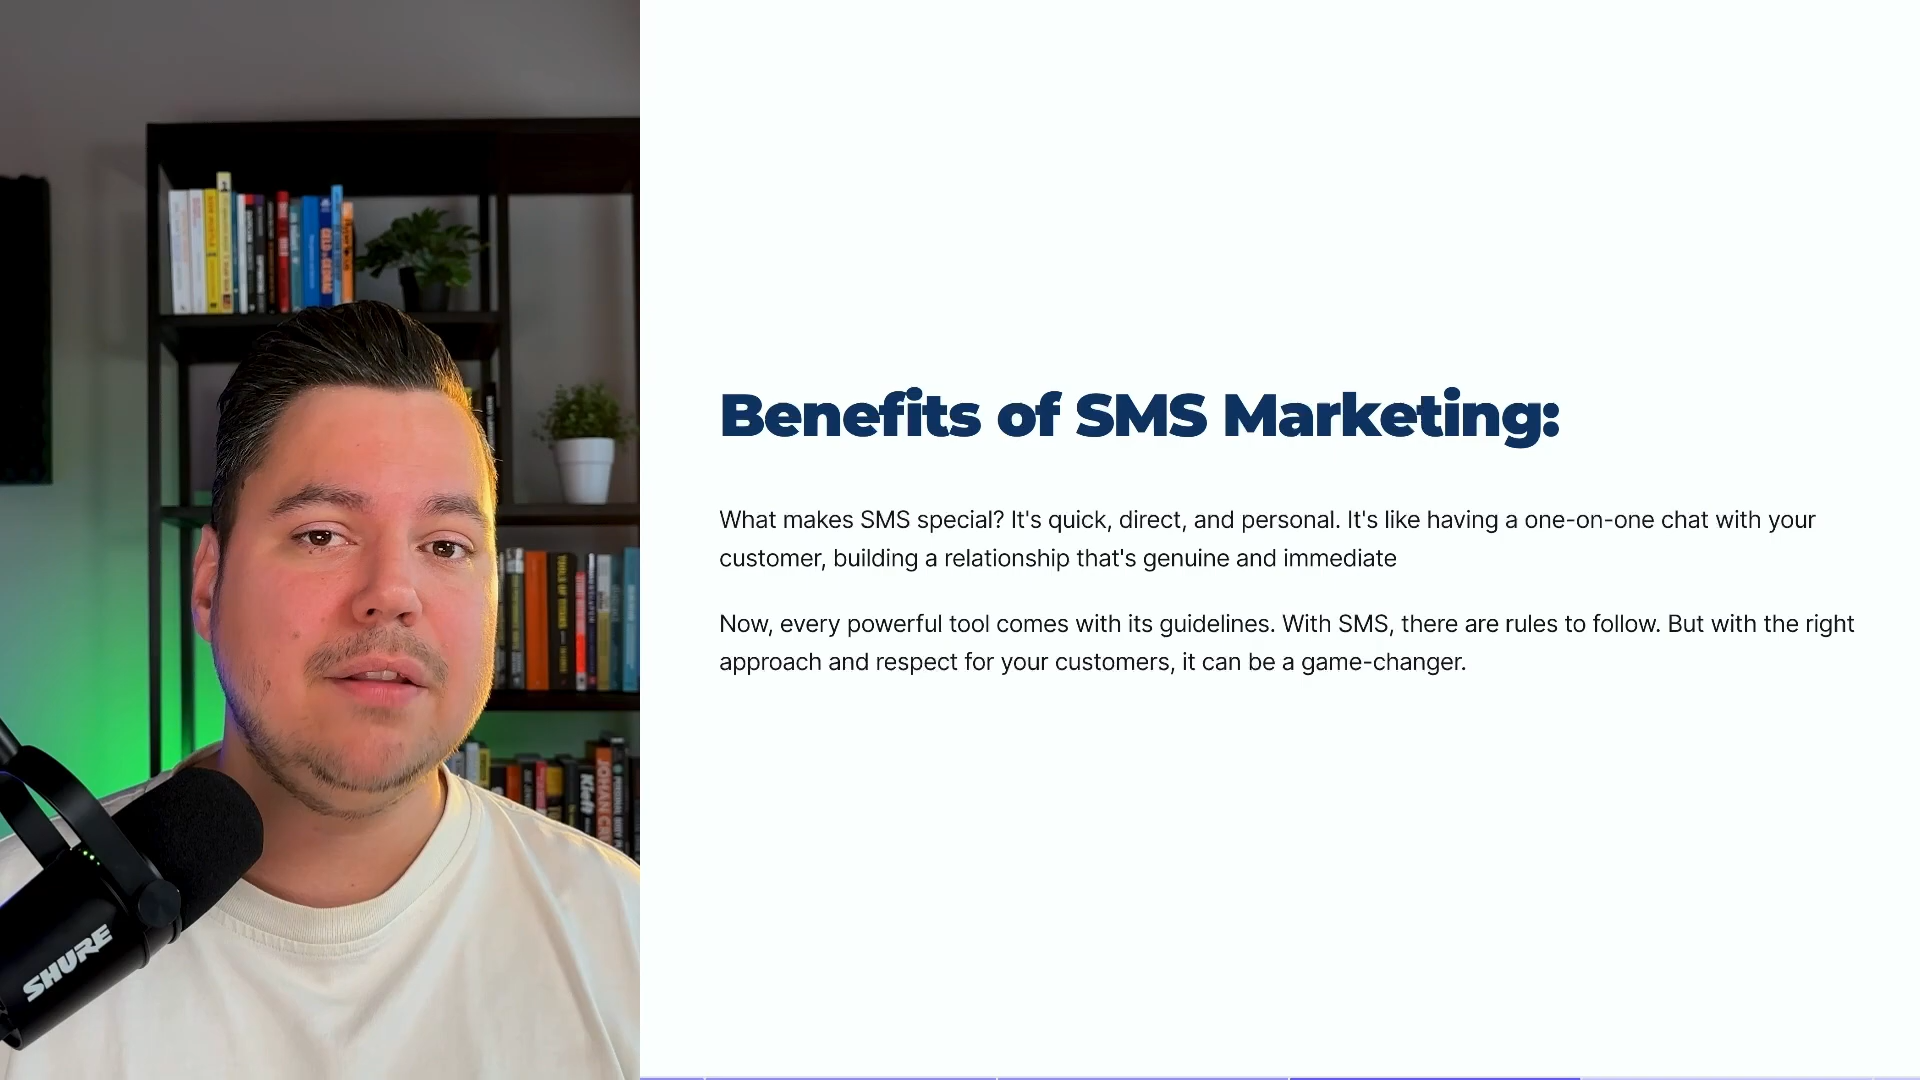 Benefits of SMS Marketing:
What makes SMS special? It's quick, direct, and personal. It's like having a one-on-one chat with your
customer, building a relationship that's genuine and immediate
Now, every powerful tool comes with its guidelines. With SMS, there are rules to follow. But with the right
approach and respect for your customers, it can be a game-changer.
SHURE